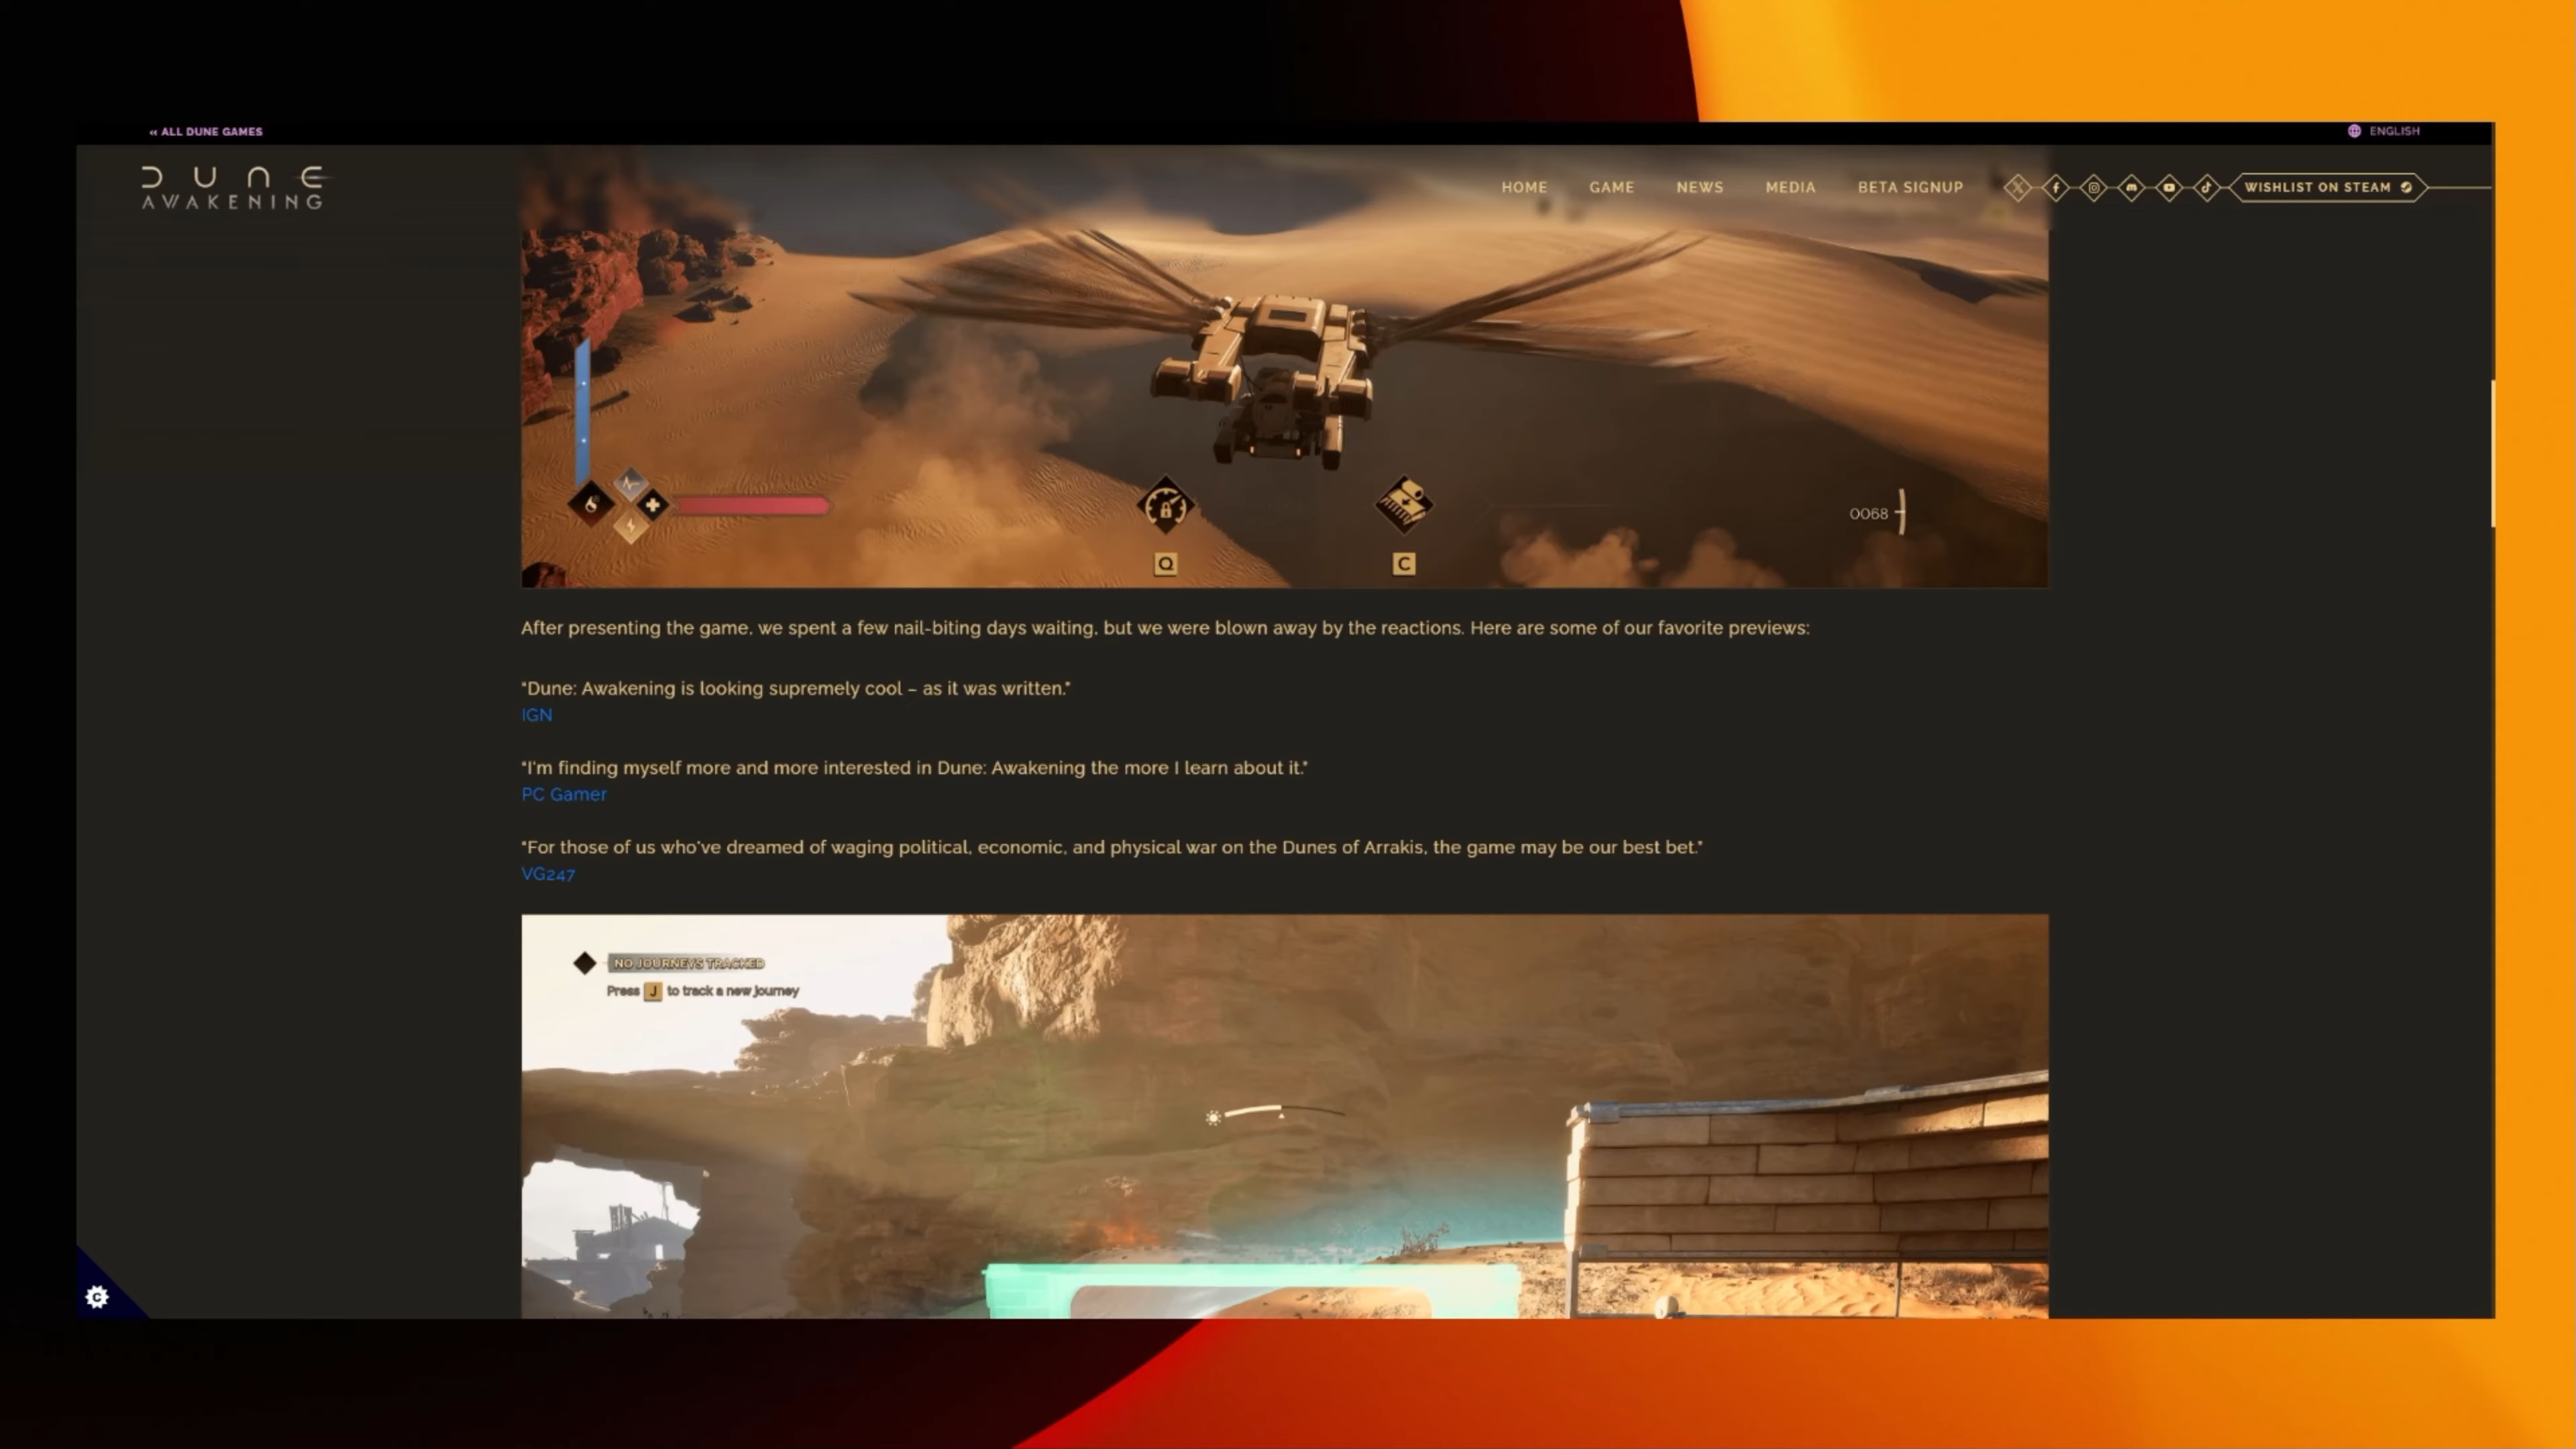 ‹‹ ALL DUNE GAMES
ENGLISH
DUNE
AWAKENING
HOME GAME NEWS MEDIA BETA SIGNUP WISHLIST ON STEAM
0068
Q C
After presenting the game, we spent a few nail-biting days waiting, but we were blown away by the reactions. Here are some of our favorite previews:
"Dune: Awakening is looking supremely cool – as it was written."
IGN
"I'm finding myself more and more interested in Dune: Awakening the more I learn about it."
PC Gamer
"For those of us who've dreamed of waging political, economic, and physical war on the Dunes of Arrakis, the game may be our best bet."
VG247
NO JOURNEYS TRACKED
Press J to track a new journey